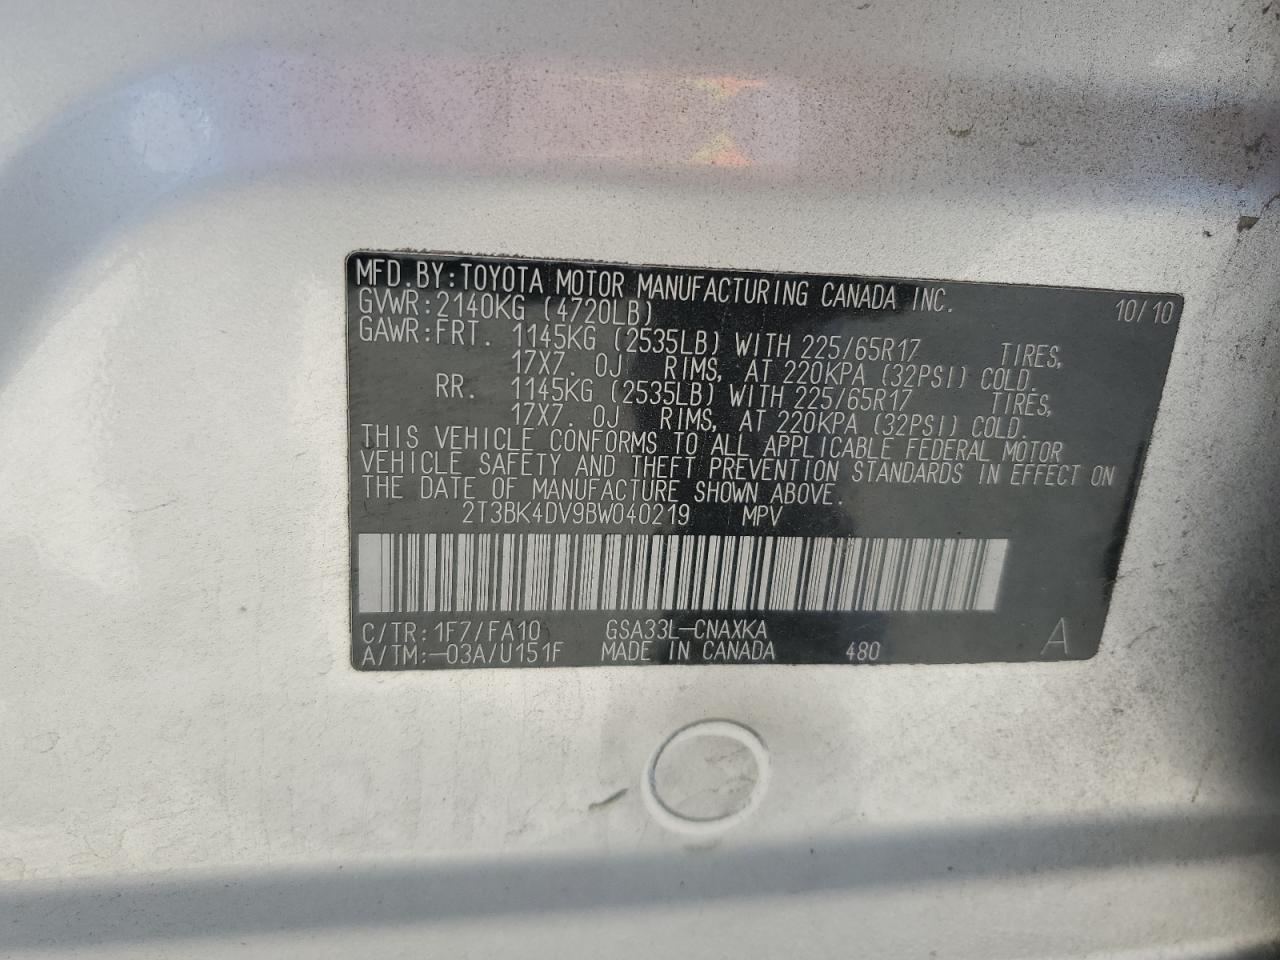 MFD.BY:TOYOTA MOTOR MANUFACTURING CANADA INC. 10/10
GVWR:2140KG (4720LB)
GAWR:FRT. 1145KG (2535LB) WITH 225/65R17 TIRES,
17X7. 0J RIMS, AT 220KPA (32PSI) COLD.
RR. 1145KG (2535LB) WITH 225/65R17 TIRES,
17X7. 0J RIMS, AT 220KPA (32PSI) COLD.
THIS VEHICLE CONFORMS TO ALL APPLICABLE FEDERAL MOTOR
VEHICLE SAFETY AND THEFT PREVENTION STANDARDS IN EFFECT ON
THE DATE OF MANUFACTURE SHOWN ABOVE.
2T3BK4DV9BW040219 MPV
C/TR:1F7/FA10 GSA33L-CNAXKA
A/TM:-03A/U151F MADE IN CANADA 480 A